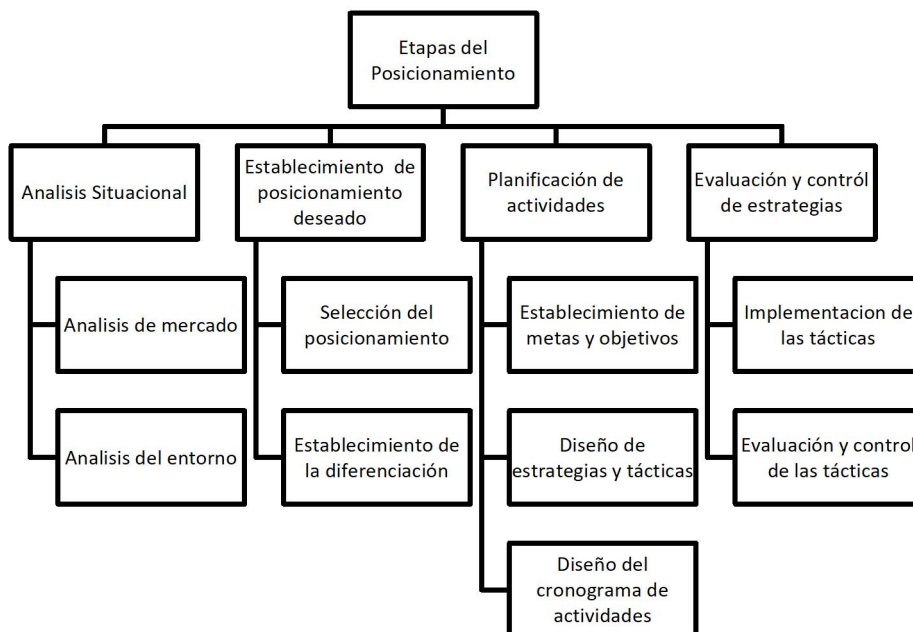 Etapas del
Posicionamiento
Analisis Situacional
Establecimiento de
posicionamiento
deseado
Planificación de
actividades
Evaluación y contról
de estrategias
Analisis de mercado
Selección del
posicionamiento
Establecimiento de
metas y objetivos
Implementacion de
las tácticas
Analisis del entorno
Establecimiento de
la diferenciación
Diseño de
estrategias y tácticas
Evaluación y control
de las tácticas
Diseño del
cronograma de
actividades